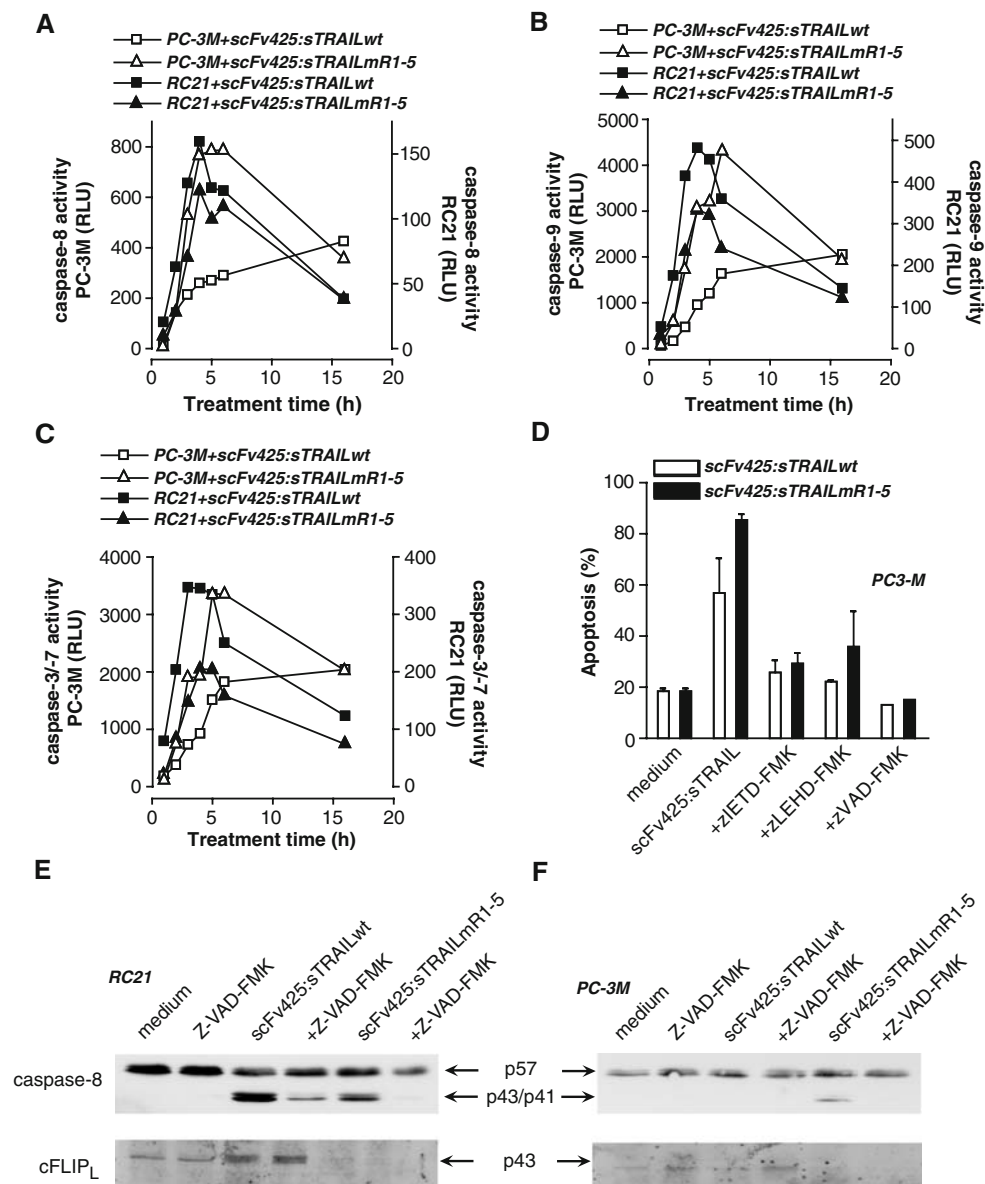 A
PC-3M+scFv425:sTRAILwt
PC-3M+scFv425:sTRAILmR1-5
RC21+scFv425:sTRAILwt
RC21+scFv425:sTRAILmR1-5
caspase-8 activity
PC-3M (RLU)
800
600
400
200
0
150
100
50
0
caspase-8 activity
RC21 (RLU)
0 5 10 15 20
Treatment time (h)
B
PC-3M+scFv425:sTRAILwt
PC-3M+scFv425:sTRAILmR1-5
RC21+scFv425:sTRAILwt
RC21+scFv425:sTRAILmR1-5
caspase-9 activity
PC-3M (RLU)
5000
4000
3000
2000
1000
0
500
400
300
200
100
0
caspase-9 activity
RC21 (RLU)
0 5 10 15 20
Treatment time (h)
C
PC-3M+scFv425:sTRAILwt
PC-3M+scFv425:sTRAILmR1-5
RC21+scFv425:sTRAILwt
RC21+scFv425:sTRAILmR1-5
caspase-3/-7 activity
PC-3M (RLU)
4000
3000
2000
1000
0
400
300
200
100
0
caspase-3/-7 activity
RC21 (RLU)
0 5 10 15 20
Treatment time (h)
D
scFv425:sTRAILwt
scFv425:sTRAILmR1-5
Apoptosis (%)
100
80
60
40
20
0
PC3-M
medium
scFv425:sTRAIL
+zIETD-FMK
+zLEHD-FMK
+zVAD-FMK
E
RC21
medium
Z-VAD-FMK
scFv425:sTRAILwt
+Z-VAD-FMK
scFv425:sTRAILmR1-5
+Z-VAD-FMK
F
PC-3M
medium
Z-VAD-FMK
scFv425:sTRAILwt
+Z-VAD-FMK
scFv425:sTRAILmR1-5
+Z-VAD-FMK
caspase-8
p57
p43/p41
cFLIPL
p43